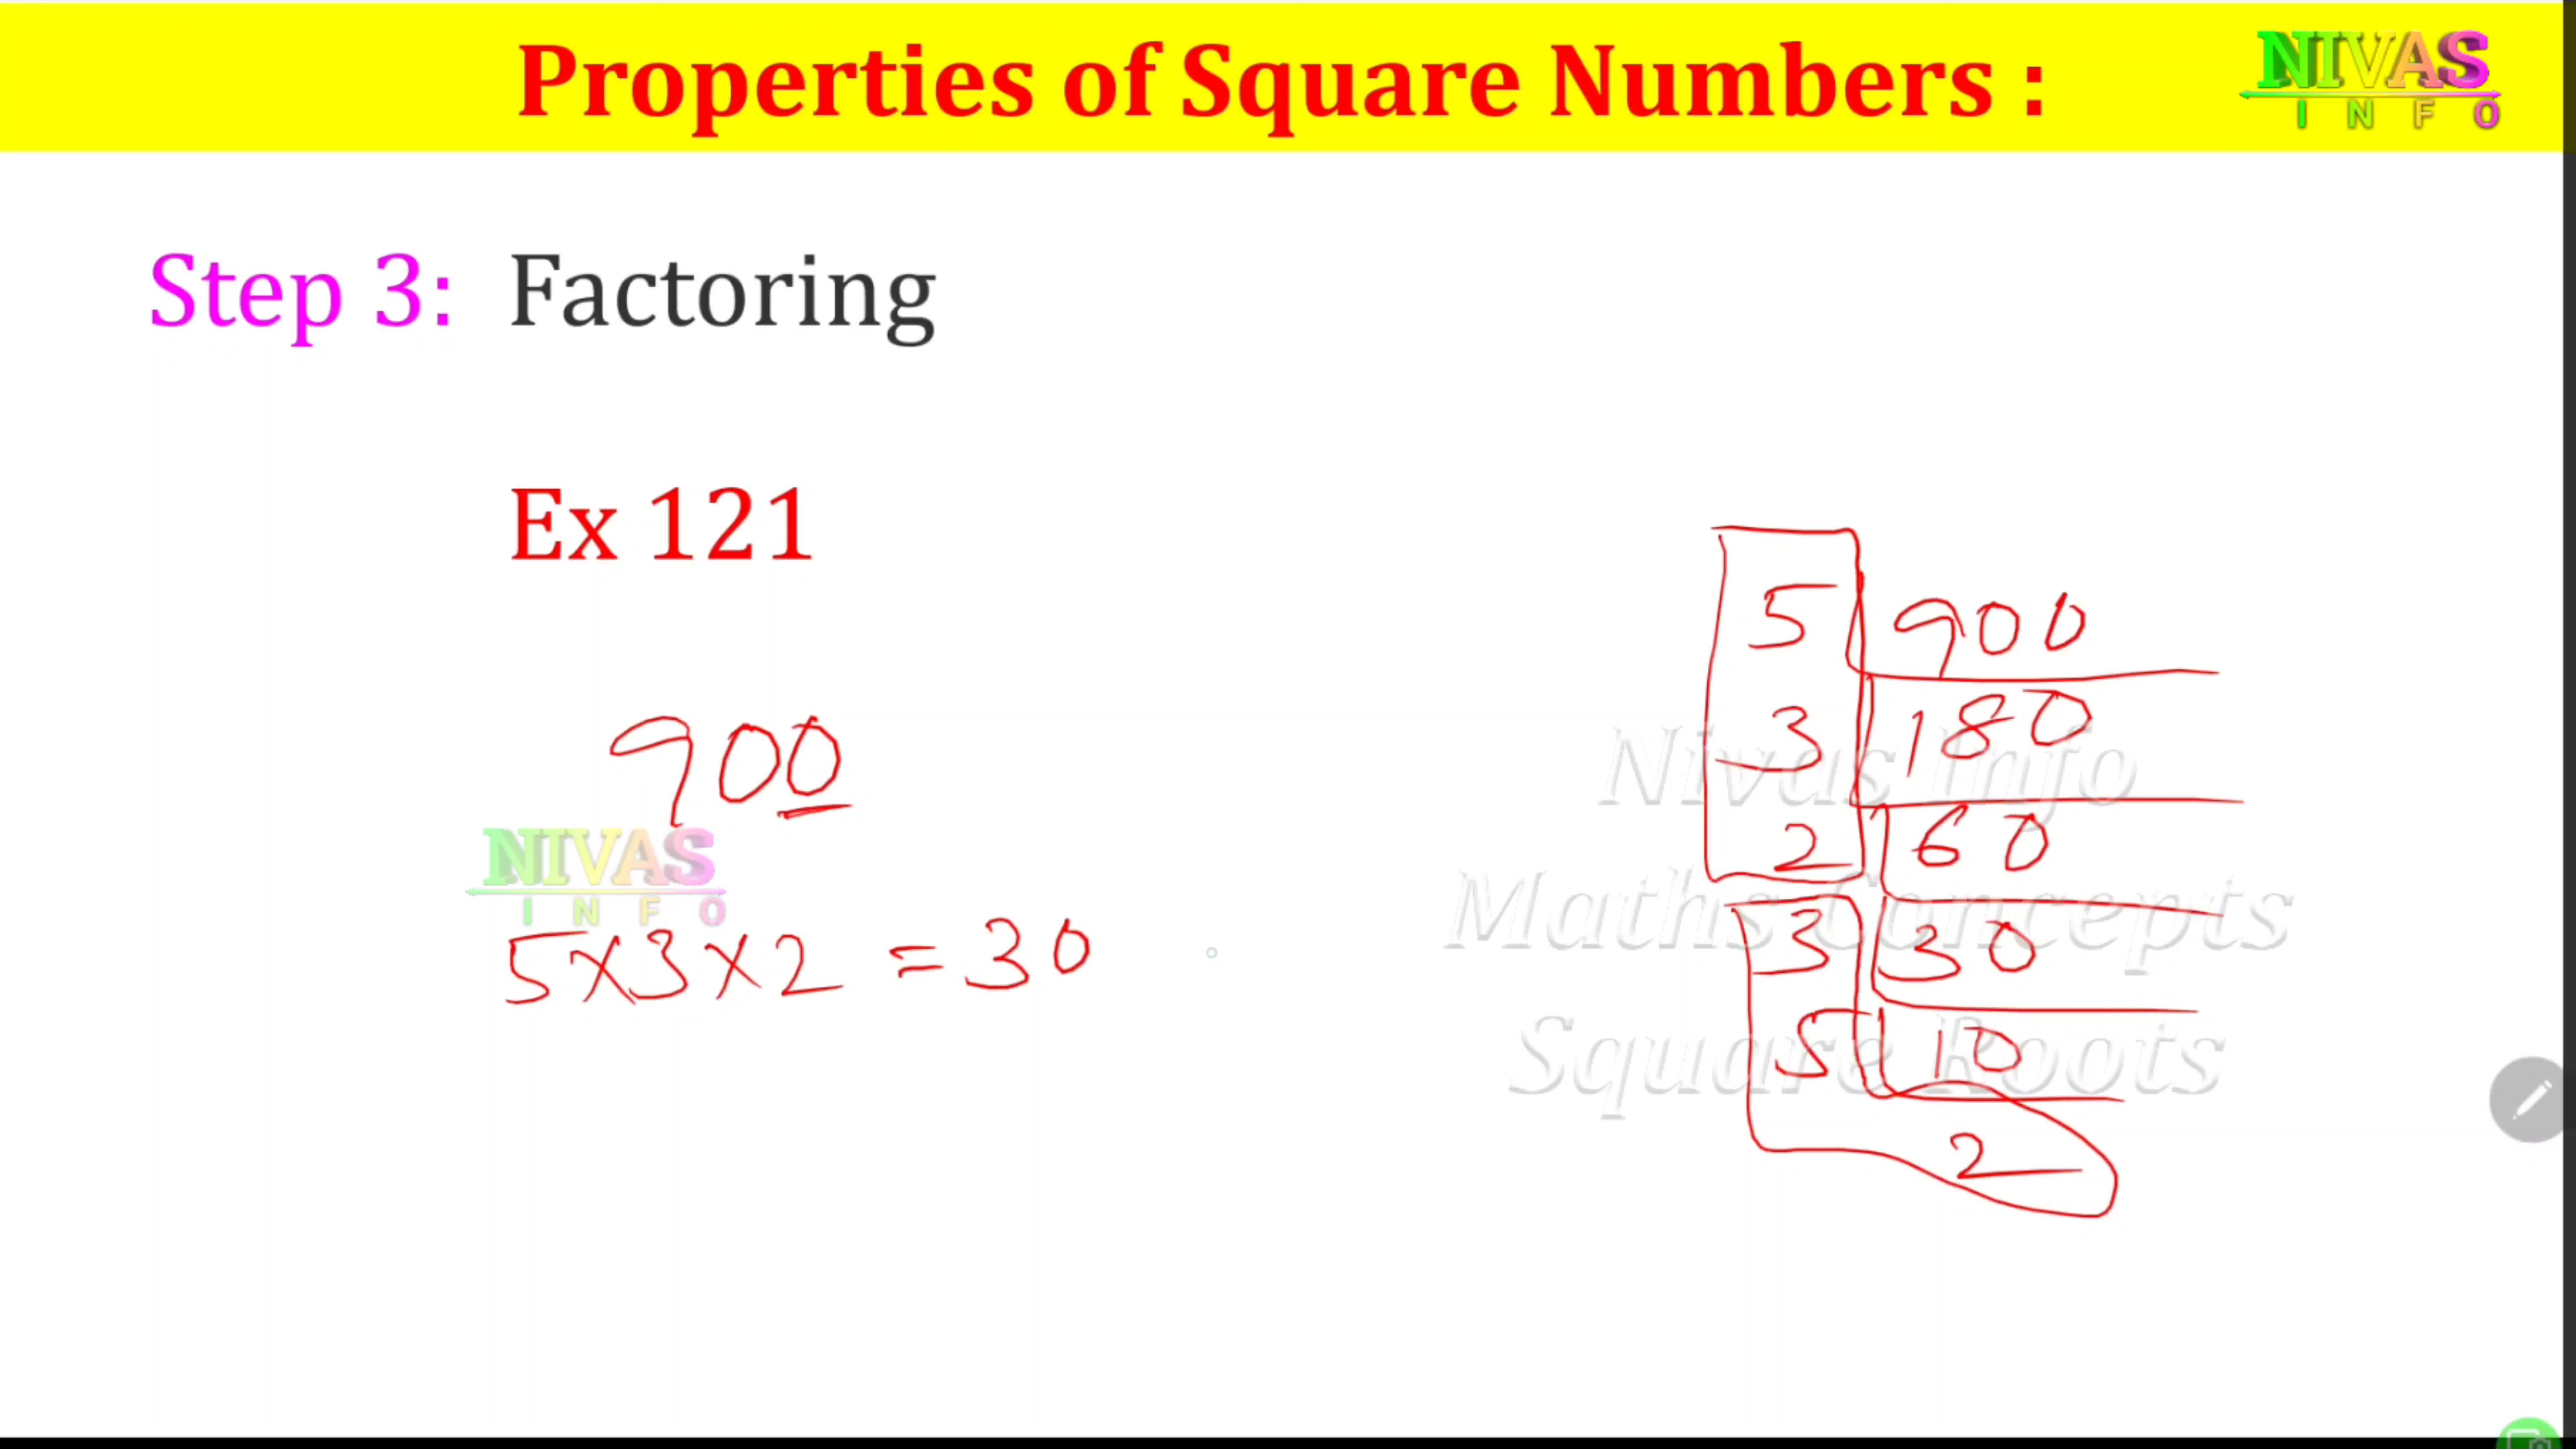 Properties of Square Numbers :
NIVAS
INFO
Step 3: Factoring
Ex 121
900
NIVAS
INFO
5×3×2 = 30
5 900
3 180
2 60
3 30
5 10
2
Nivas Info
Maths Concepts
Square Roots